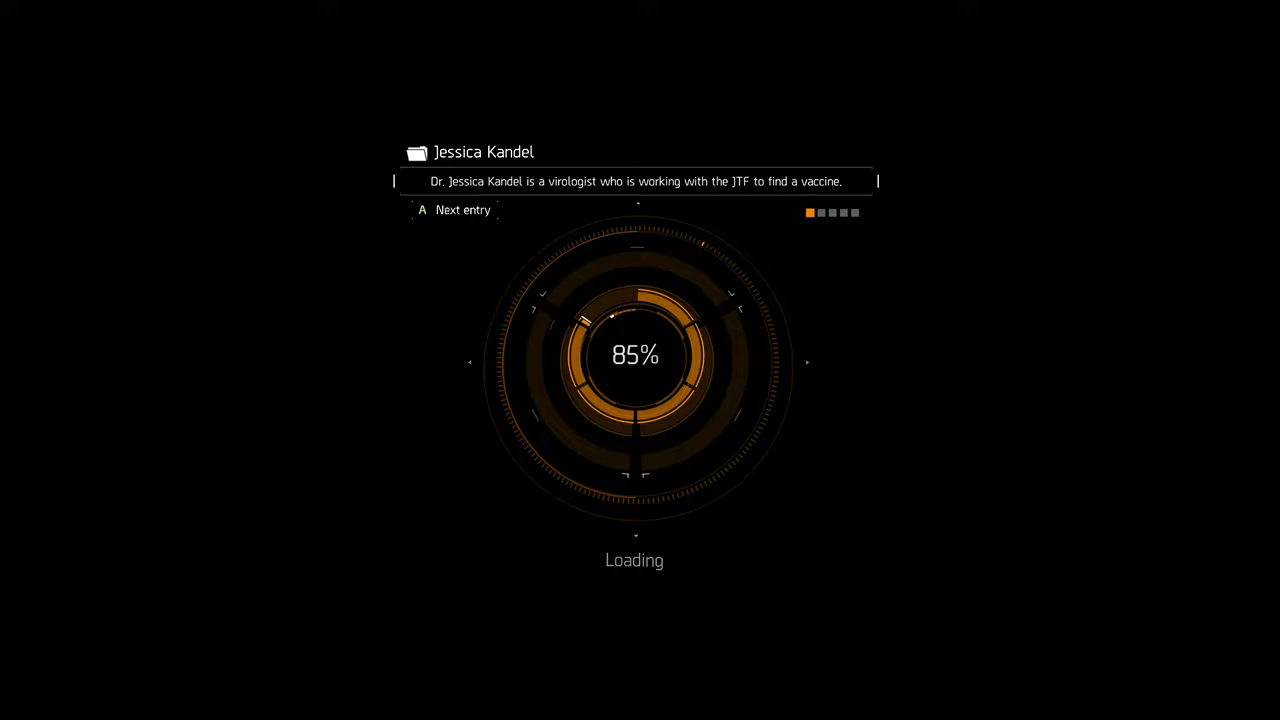 Jessica Kandel
Dr. Jessica Kandel is a virologist who is working with the JTF to find a vaccine.
A Next entry
85%
Loading